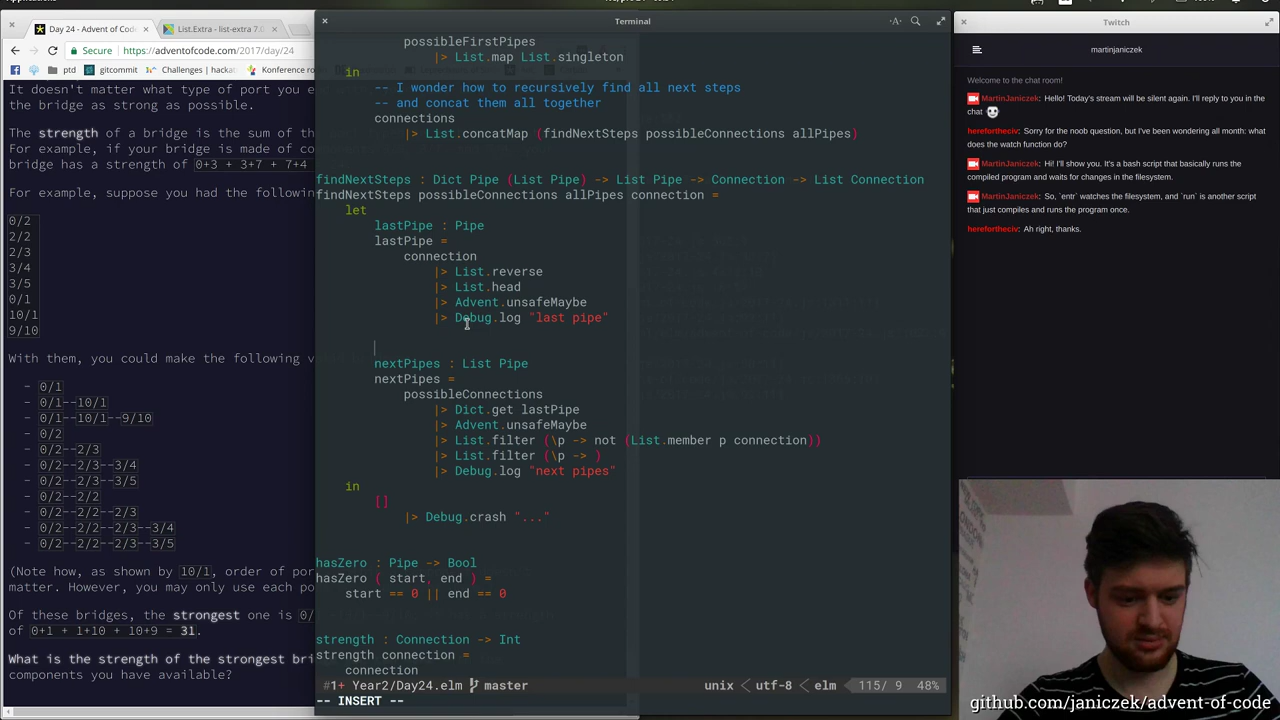 Terminal
Twitch
Day 24 - Advent of Code
List.Extra - list-extra 7.0
Secure
https://adventofcode.com/2017/day/24
ptd
gitcommit
Challenges | hackat
Konference ro
It doesn't matter what type of port you e
the bridge as strong as possible.
The strength of a bridge is the sum of th
For example, if your bridge is made of co
bridge has a strength of 0+3 + 3+7 + 7+4
For example, suppose you had the followin
0/2
2/2
2/3
3/4
3/5
0/1
10/1
9/10
With them, you could make the following v
- 0/1
- 0/1--10/1
- 0/1--10/1--9/10
- 0/2
- 0/2--2/3
- 0/2--2/3--3/4
- 0/2--2/3--3/5
- 0/2--2/2
- 0/2--2/2--2/3
- 0/2--2/2--2/3--3/4
- 0/2--2/2--2/3--3/5
(Note how, as shown by 10/1, order of por
matter. However, you may only use each po
Of these bridges, the strongest one is 0/
of 0+1 + 1+10 + 10+9 = 31.
What is the strength of the strongest bri
components you have available?
possibleFirstPipes
|> List.map List.singleton
in
-- I wonder how to recursively find all next steps
-- and concat them all together
connections
|> List.concatMap (findNextSteps possibleConnections allPipes)
findNextSteps : Dict Pipe (List Pipe) -> List Pipe -> Connection -> List Connection
findNextSteps possibleConnections allPipes connection =
let
lastPipe : Pipe
lastPipe =
connection
|> List.reverse
|> List.head
|> Advent.unsafeMaybe
|> Debug.log "last pipe"
nextPipes : List Pipe
nextPipes =
possibleConnections
|> Dict.get lastPipe
|> Advent.unsafeMaybe
|> List.filter (\p -> not (List.member p connection))
|> List.filter (\p -> )
|> Debug.log "next pipes"
in
[]
|> Debug.crash "..."
hasZero : Pipe -> Bool
hasZero ( start, end ) =
start == 0 || end == 0
strength : Connection -> Int
strength connection =
connection
#1+ Year2/Day24.elm master
unix < utf-8 < elm
115/ 9 48%
-- INSERT --
martinjaniczek
Welcome to the chat room!
MartinJaniczek: Hello! Today's stream will be silent again. I'll reply to you in the
chat
herefortheciv: Sorry for the noob question, but I've been wondering all month: what
does the watch function do?
MartinJaniczek: Hi! I'll show you. It's a bash script that basically runs the
compiled program and waits for changes in the filesystem.
MartinJaniczek: So, `entr` watches the filesystem, and `run` is another script
that just compiles and runs the program once.
herefortheciv: Ah right, thanks.
github.com/janiczek/advent-of-code